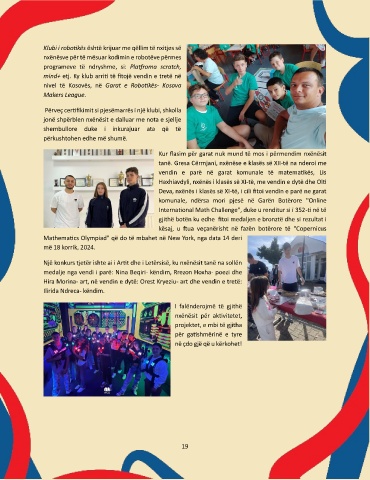 Klubi i robotikës është krijuar me qëllim të nxitjes së
nxënësve për të mësuar kodimin e robotëve përmes
programeve të ndryshme, si: Platfroma scratch,
mind+ etj. Ky klub arriti të fitojë vendin e tretë në
nivel të Kosovës, në Garat e Robotikës- Kosova
Makers League.
Përveç certifikimit si pjesëmarrës i një klubi, shkolla
jonë shpërblen nxënësit e dalluar me nota e sjellje
shembullore duke i inkurajuar ata që të
përkushtohen edhe më shumë.
Kur flasim për garat nuk mund të mos i përmendim nxënësit
tanë. Gresa Cërmjani, nxënëse e klasës së XII-të na nderoi me
vendin e parë në garat komunale të matematikës, Lis
Haxhiavdyli, nxënës i klasës së XI-të, me vendin e dytë dhe Olti
Deva, nxënës i klasës së XI-të, i cili fitoi vendin e parë ne garat
komunale, ndërsa mori pjesë në Garën Botërore "Online
International Math Challenge", duke u renditur si i 352-ti në të
gjithë botën ku edhe fitoi medaljen e bronztë dhe si rezultat i
kësaj, u ftua veçanërisht në fazën botërore të "Copernicus
Mathematics Olympiad" që do të mbahet në New York, nga data 14 deri
më 18 korrik, 2024.
Një konkurs tjetër ishte ai i Artit dhe i Letërsisë, ku nxënësit tanë na sollën
medalje nga vendi i parë: Nina Beqiri- këndim, Rrezon Hoxha- poezi dhe
Hira Morina- art, në vendin e dytë: Orest Kryeziu- art dhe vendin e tretë:
Ilirida Ndreca- këndim.
I falënderojmë të gjithë
nxënësit për aktivitetet,
projektet, e mbi të gjitha
për gatishmërinë e tyre
në çdo gjë që u kërkohet!
19